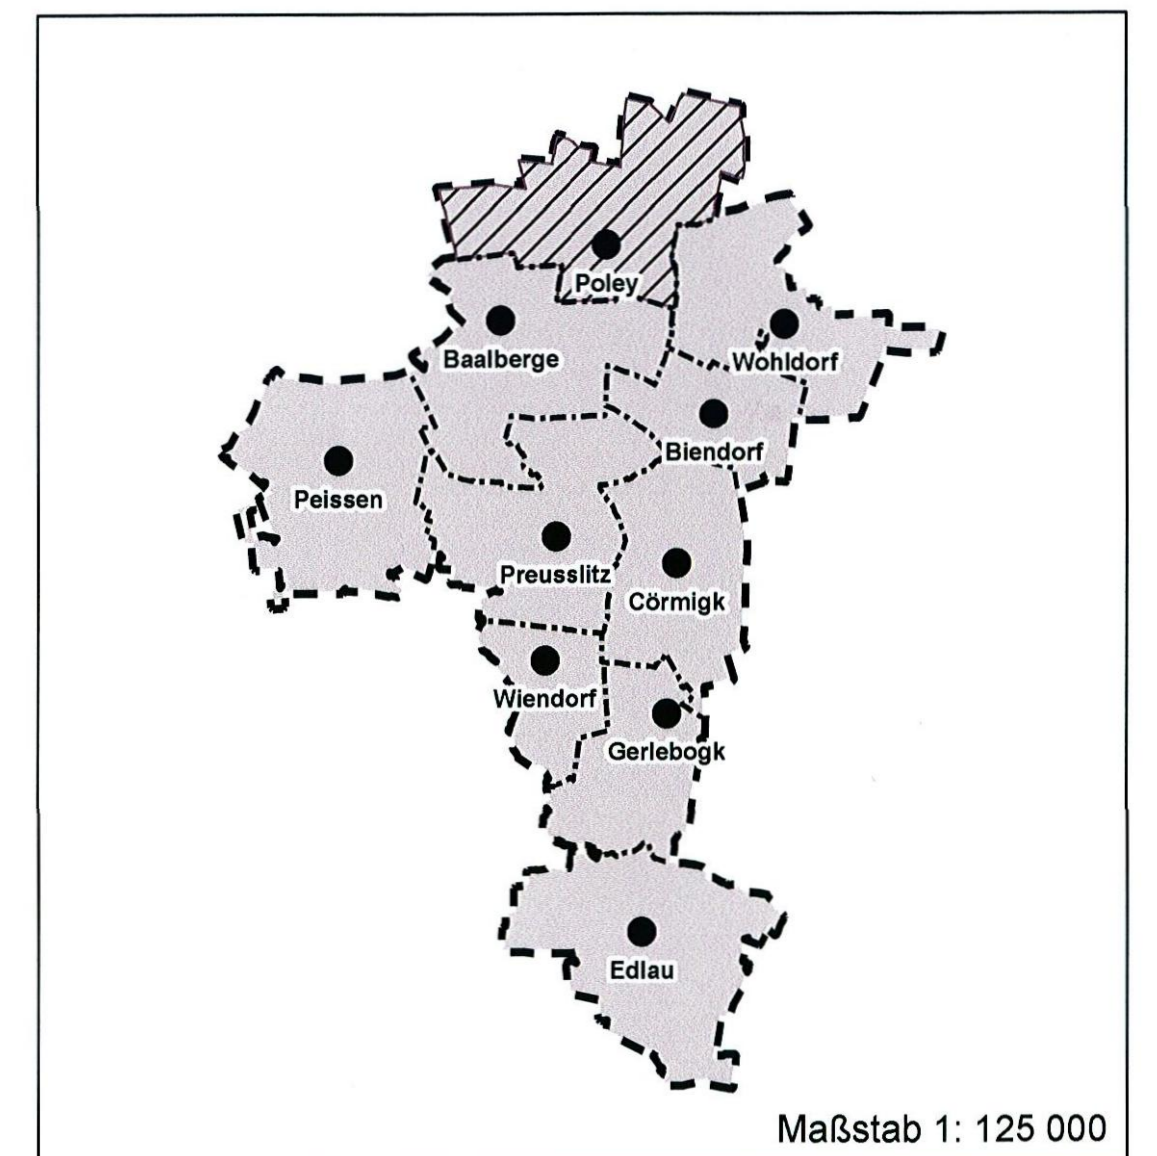 Poley
Baalberge
Wohldorf
Biendorf
Peissen
Preusslitz
Cörmigk
Wiendorf
Gerlebogk
Edlau
Maßstab 1: 125 000